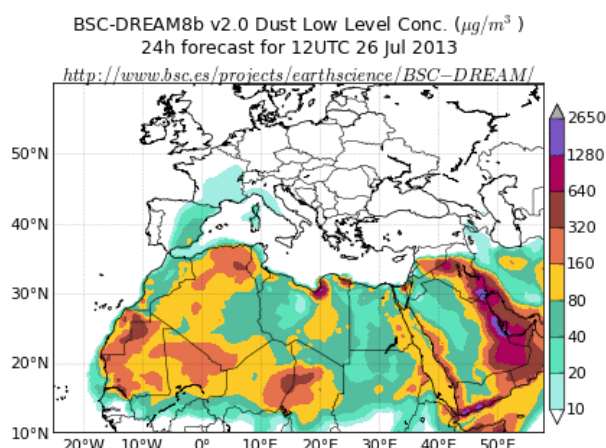 BSC-DREAM8b v2.0 Dust Low Level Conc. (μg/m³ )
24h forecast for 12UTC 26 Jul 2013
http://www.bsc.es/projects/earthscience/BSC−DREAM/
50°N
40°N
30°N
20°N
10°N
20°W 10°W 0° 10°E 20°E 30°E 40°E 50°E
2650
1280
640
320
160
80
40
20
10